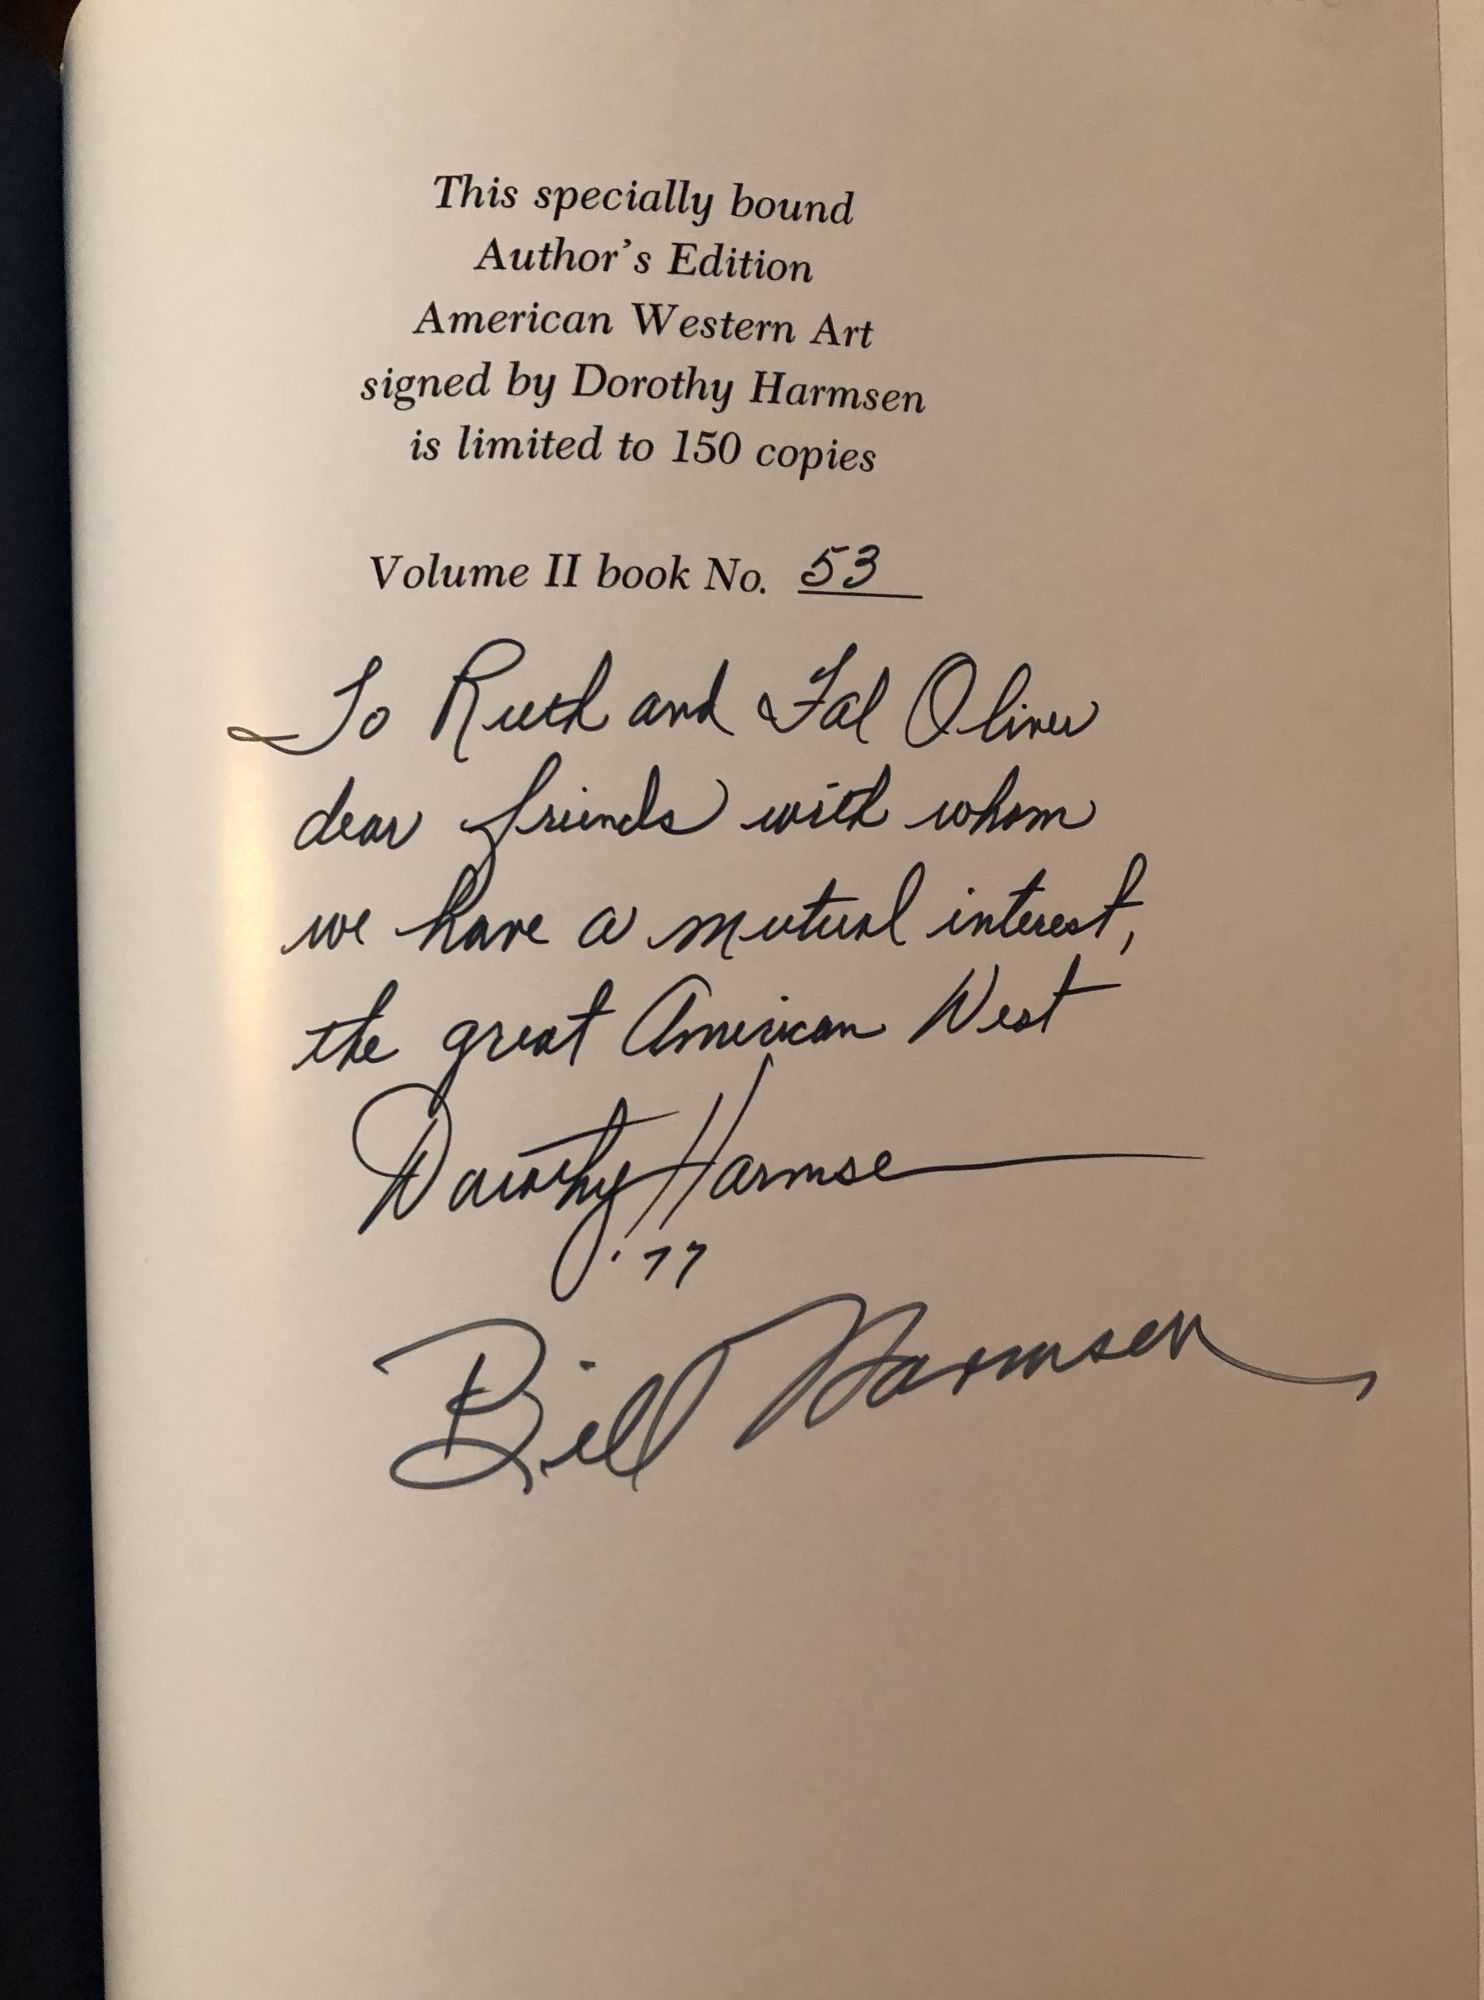 This specially bound
Author's Edition
American Western Art
signed by Dorothy Harmsen
is limited to 150 copies
Volume II book No. 53
To Ruth and Fal Oliver
dear friends with whom
we have a mutual interest,
the great American West
Dorothy Harmsen
'77
Bill Harmsen